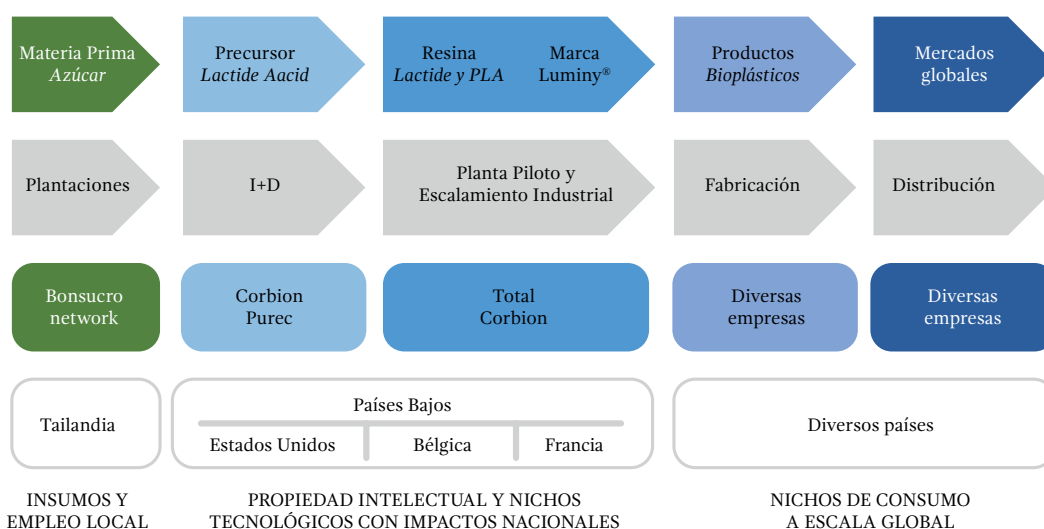 Materia Prima
Azúcar
Precursor
Lactide Aacid
Resina
Lactide y PLA
Marca
Luminy®
Productos
Bioplásticos
Mercados
globales
Plantaciones
I+D
Planta Piloto y
Escalamiento Industrial
Fabricación
Distribución
Bonsucro
network
Corbion
Purec
Total
Corbion
Diversas
empresas
Diversas
empresas
Tailandia
Países Bajos
Estados Unidos
Bélgica
Francia
Diversos países
INSUMOS Y
EMPLEO LOCAL
PROPIEDAD INTELECTUAL Y NICHOS
TECNOLÓGICOS CON IMPACTOS NACIONALES
NICHOS DE CONSUMO
A ESCALA GLOBAL